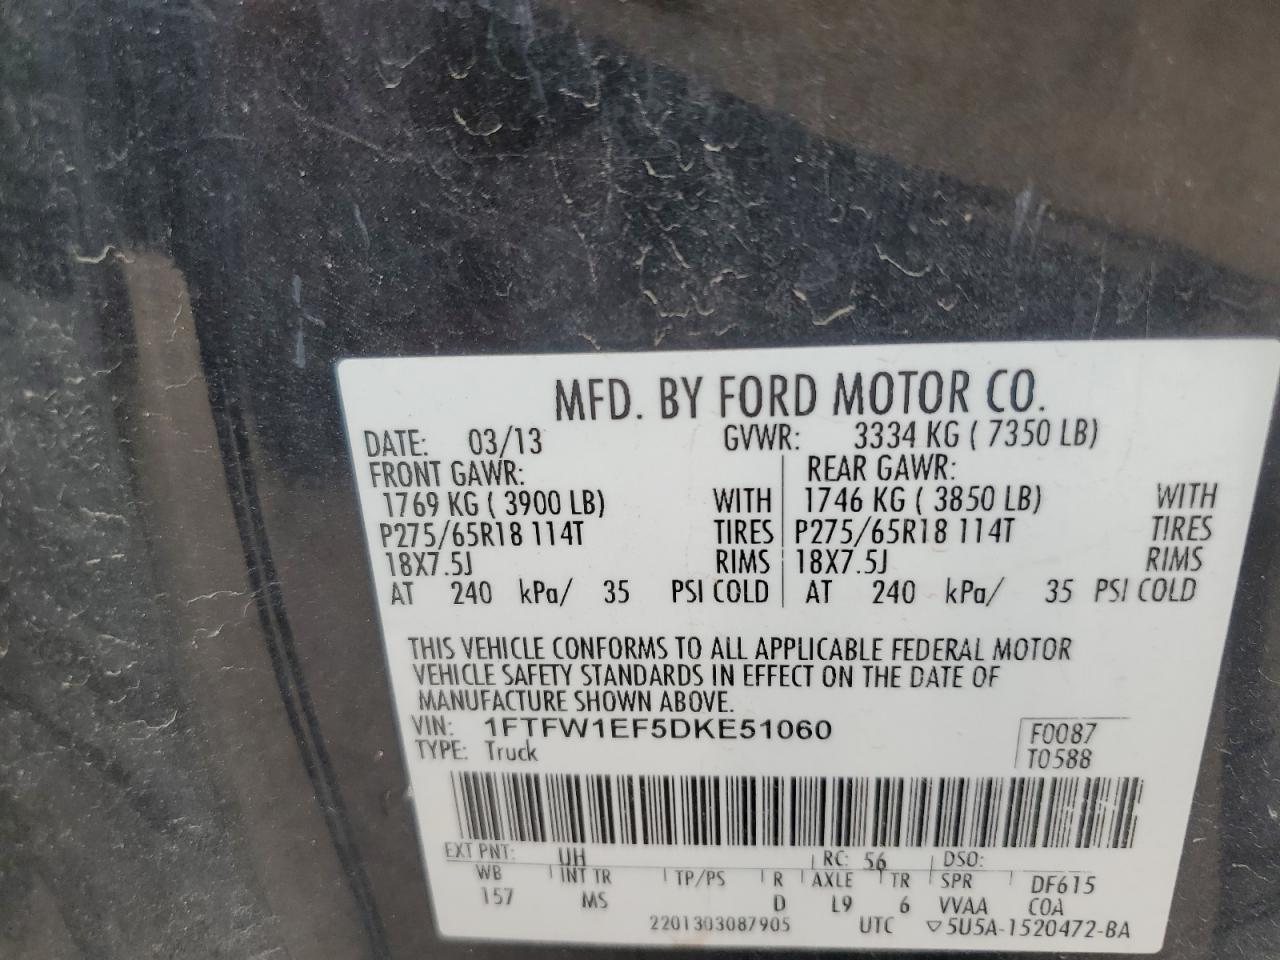 MFD. BY FORD MOTOR CO.
DATE: 03/13 GVWR: 3334 KG ( 7350 LB)
FRONT GAWR: REAR GAWR:
1769 KG ( 3900 LB) WITH 1746 KG ( 3850 LB) WITH
P275/65R18 114T TIRES P275/65R18 114T TIRES
18X7.5J RIMS 18X7.5J RIMS
AT 240 kPa/ 35 PSI COLD AT 240 kPa/ 35 PSI COLD
THIS VEHICLE CONFORMS TO ALL APPLICABLE FEDERAL MOTOR
VEHICLE SAFETY STANDARDS IN EFFECT ON THE DATE OF
MANUFACTURE SHOWN ABOVE.
VIN: 1FTFW1EF5DKE51060 F0087
TYPE: Truck T0588
EXT PNT: UH RC: 56 DSO:
WB INT TR TP/PS R AXLE TR SPR DF615
157 MS D L9 6 VVAA COA
2201303087905 UTC ▽5U5A-1520472-BA